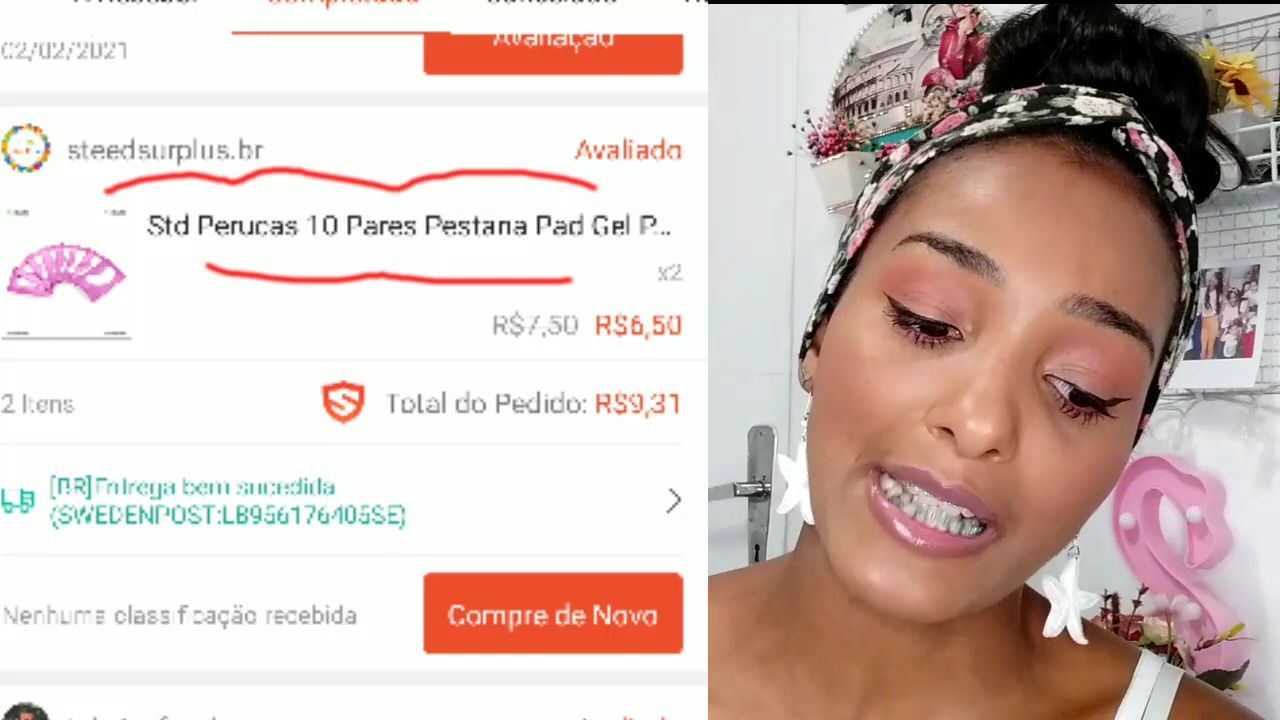 02/02/2021
Avaliação
steedsurplus.br
Avaliado
Std Perucas 10 Pares Pestana Pad Gel P...
x2
R$7,50 R$6,50
2 Itens
Total do Pedido: R$9,31
[BR]Entrega bem sucedida
(SWEDENPOST:LB956176405SE)
Nenhuma classificação recebida
Compre de Novo